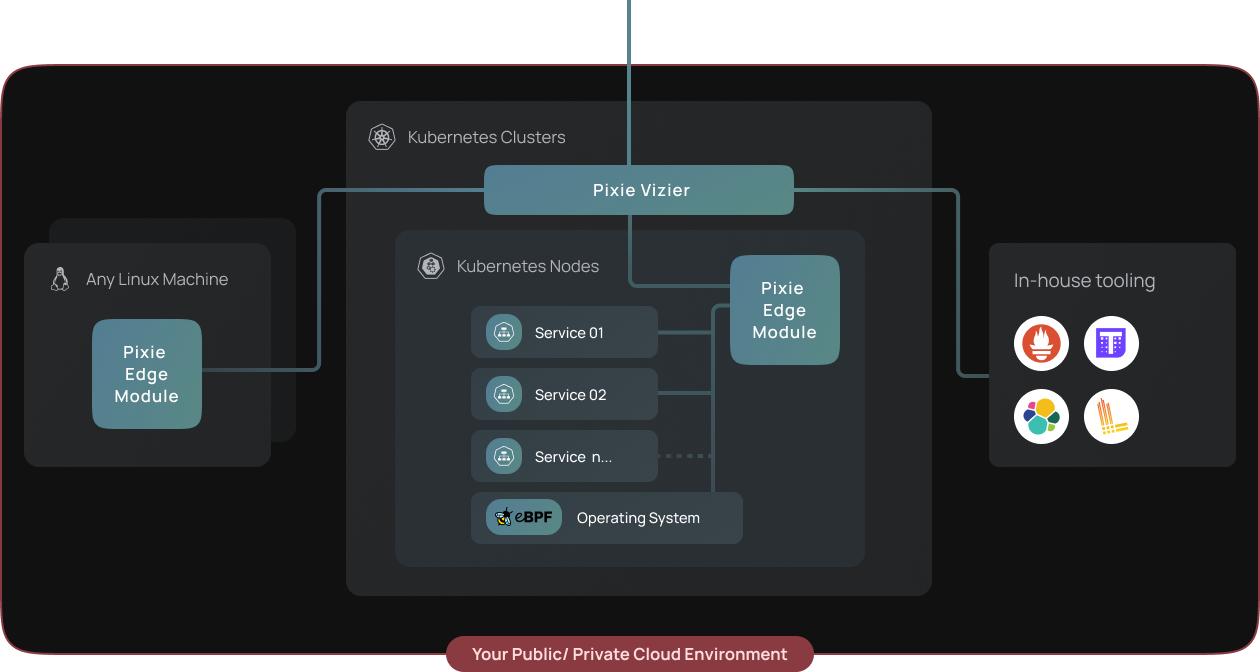 Kubernetes Clusters
Pixie Vizier
Any Linux Machine
Pixie
Edge
Module
Kubernetes Nodes
Service 01
Service 02
Service n...
eBPF
Operating System
Pixie
Edge
Module
In-house tooling
Your Public/ Private Cloud Environment